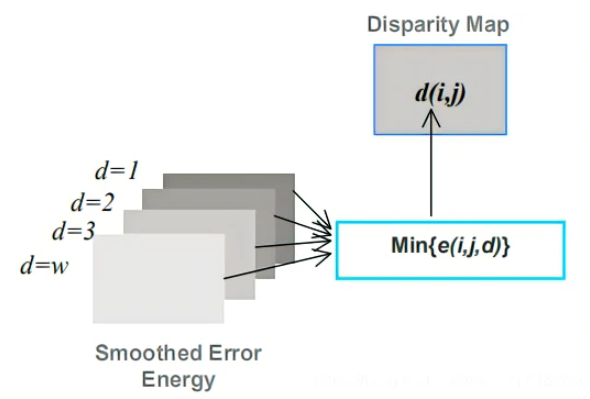 Disparity Map
d(i,j)
d=1
d=2
d=3
d=w
Min{e(i,j,d)}
Smoothed Error
Energy